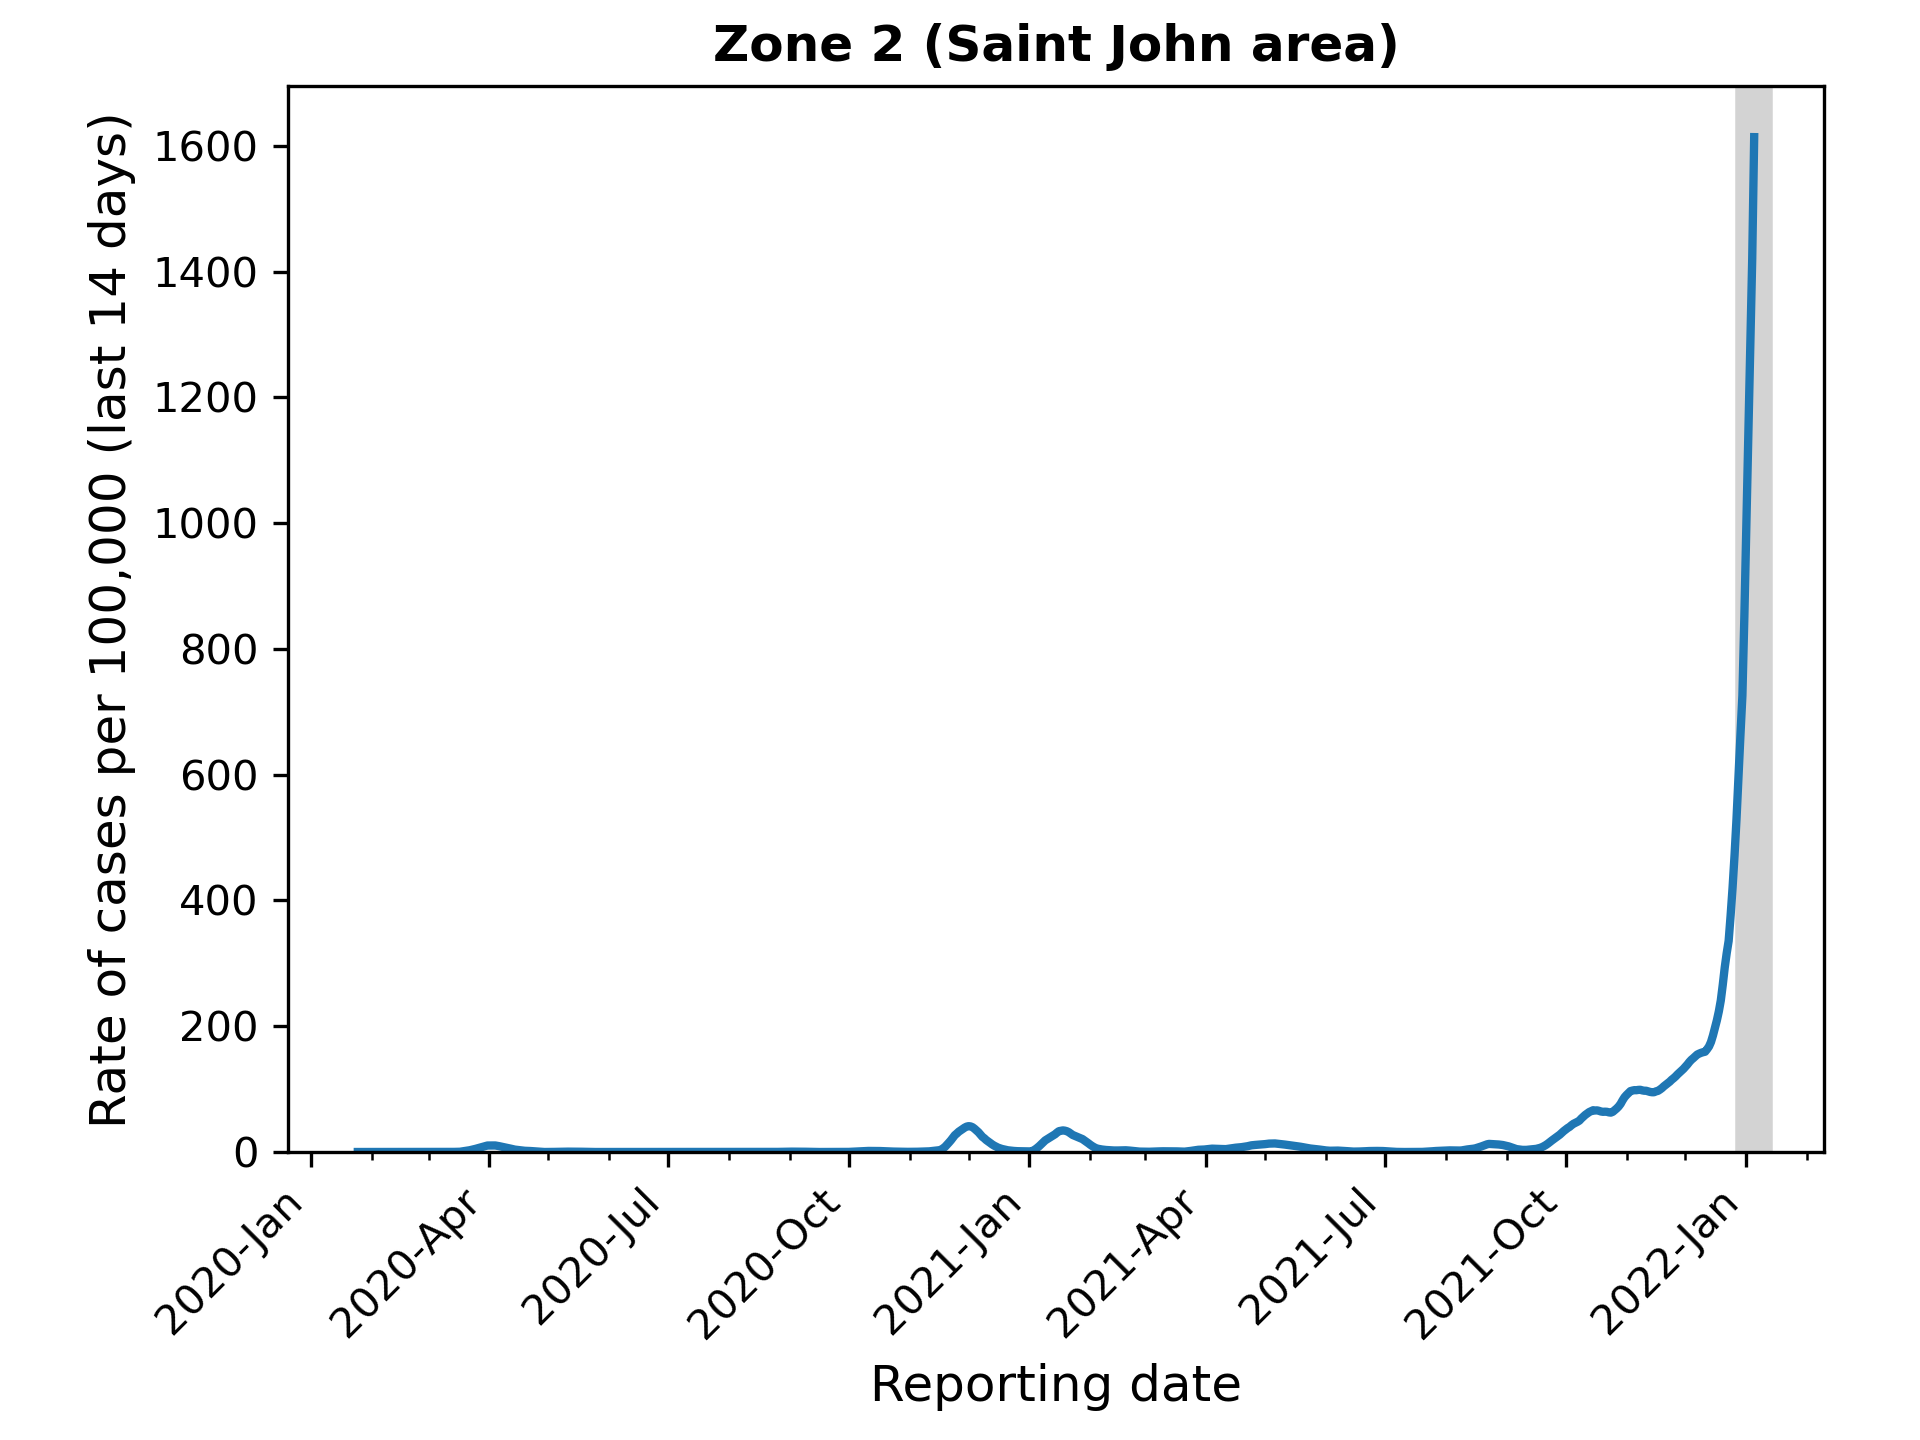 Zone 2 (Saint John area)
Rate of cases per 100,000 (last 14 days)
1600
1400
1200
1000
800
600
400
200
0
2020-Jan
2020-Apr
2020-Jul
2020-Oct
2021-Jan
2021-Apr
2021-Jul
2021-Oct
2022-Jan
Reporting date